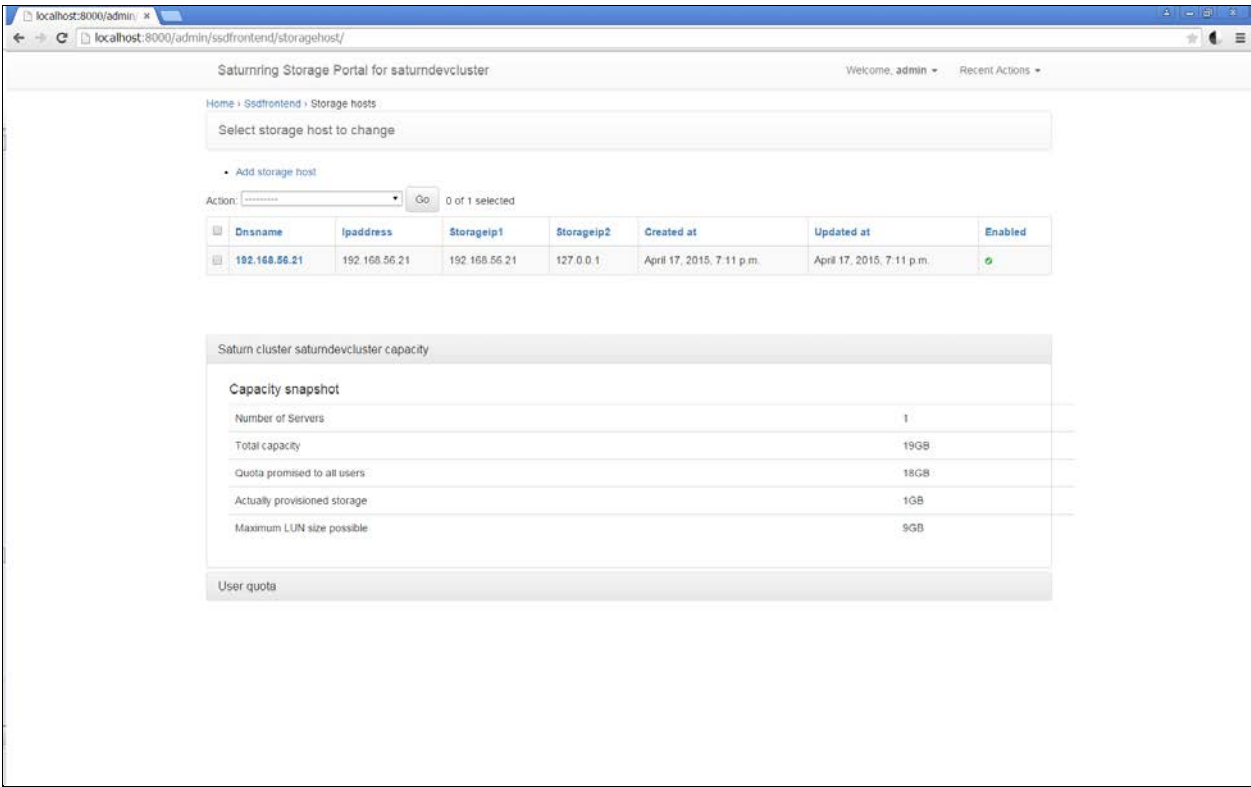 localhost:8000/admin/
localhost:8000/admin/ssdfrontend/storagehost/
Saturnring Storage Portal for saturndevcluster Welcome, admin Recent Actions
Home › Ssdfrontend › Storage hosts
Select storage host to change
• Add storage host
Action: --------- Go 0 of 1 selected
Dnsname Ipaddress Storageip1 Storageip2 Created at Updated at Enabled
192.168.56.21 192.168.56.21 192.168.56.21 127.0.0.1 April 17, 2015, 7:11 p.m. April 17, 2015, 7:11 p.m.
Saturn cluster saturndevcluster capacity
Capacity snapshot
Number of Servers 1
Total capacity 19GB
Quota promised to all users 18GB
Actually provisioned storage 1GB
Maximum LUN size possible 9GB
User quota